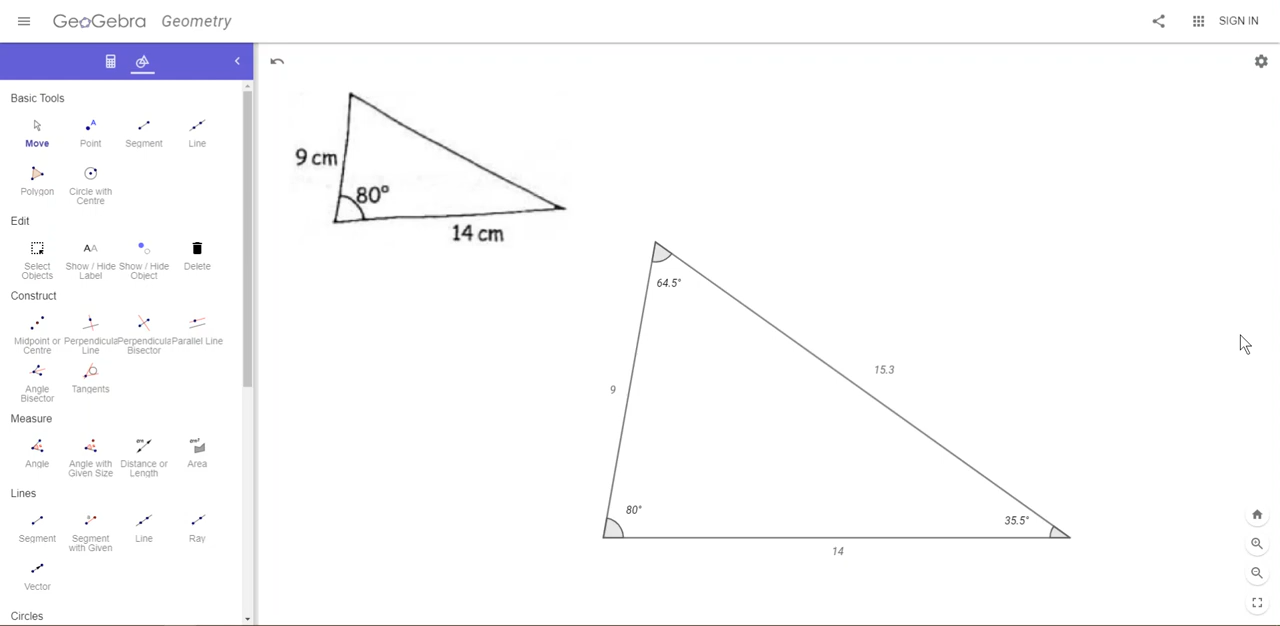 GeoGebra Geometry
SIGN IN
Basic Tools
Move Point Segment Line
Polygon Circle with Centre
Edit
Select Objects Show / Hide Label Show / Hide Object Delete
Construct
Midpoint or Centre Perpendicular Line Perpendicular Bisector Parallel Line
Angle Bisector Tangents
Measure
Angle Angle with Given Size Distance or Length Area
Lines
Segment Segment with Given Line Ray
Vector
Circles
9 cm
80°
14 cm
64.5°
15.3
9
80°
35.5°
14